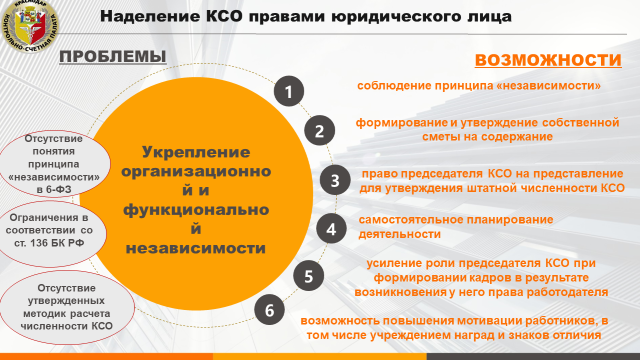 КРАСНОДАР
КОНТРОЛЬНО-СЧЕТНАЯ ПАЛАТА
Наделение КСО правами юридического лица
ПРОБЛЕМЫ
ВОЗМОЖНОСТИ
Отсутствие
понятия
принципа
«независимости»
в 6-ФЗ
Ограничения в
соответствии со
ст. 136 БК РФ
Отсутствие
утвержденных
методик расчета
численности КСО
Укрепление
организационно
й и
функционально
й
независимости
1
соблюдение принципа «независимости»
2
формирование и утверждение собственной
сметы на содержание
3
право председателя КСО на представление
для утверждения штатной численности КСО
4
самостоятельное планирование
деятельности
5
усиление роли председателя КСО при
формировании кадров в результате
возникновения у него права работодателя
6
возможность повышения мотивации работников, в
том числе учреждением наград и знаков отличия